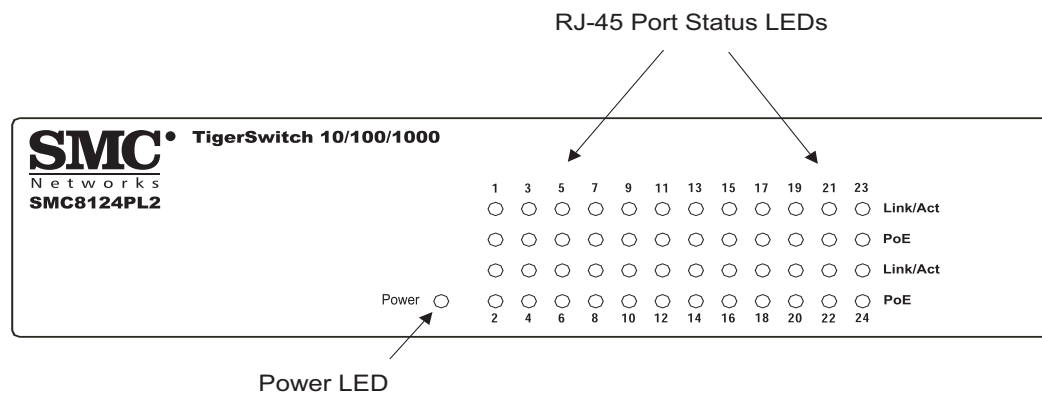 RJ-45 Port Status LEDs
SMC
Networks
SMC8124PL2
TigerSwitch 10/100/1000
1 3 5 7 9 11 13 15 17 19 21 23
Link/Act
PoE
Link/Act
Power
PoE
2 4 6 8 10 12 14 16 18 20 22 24
Power LED